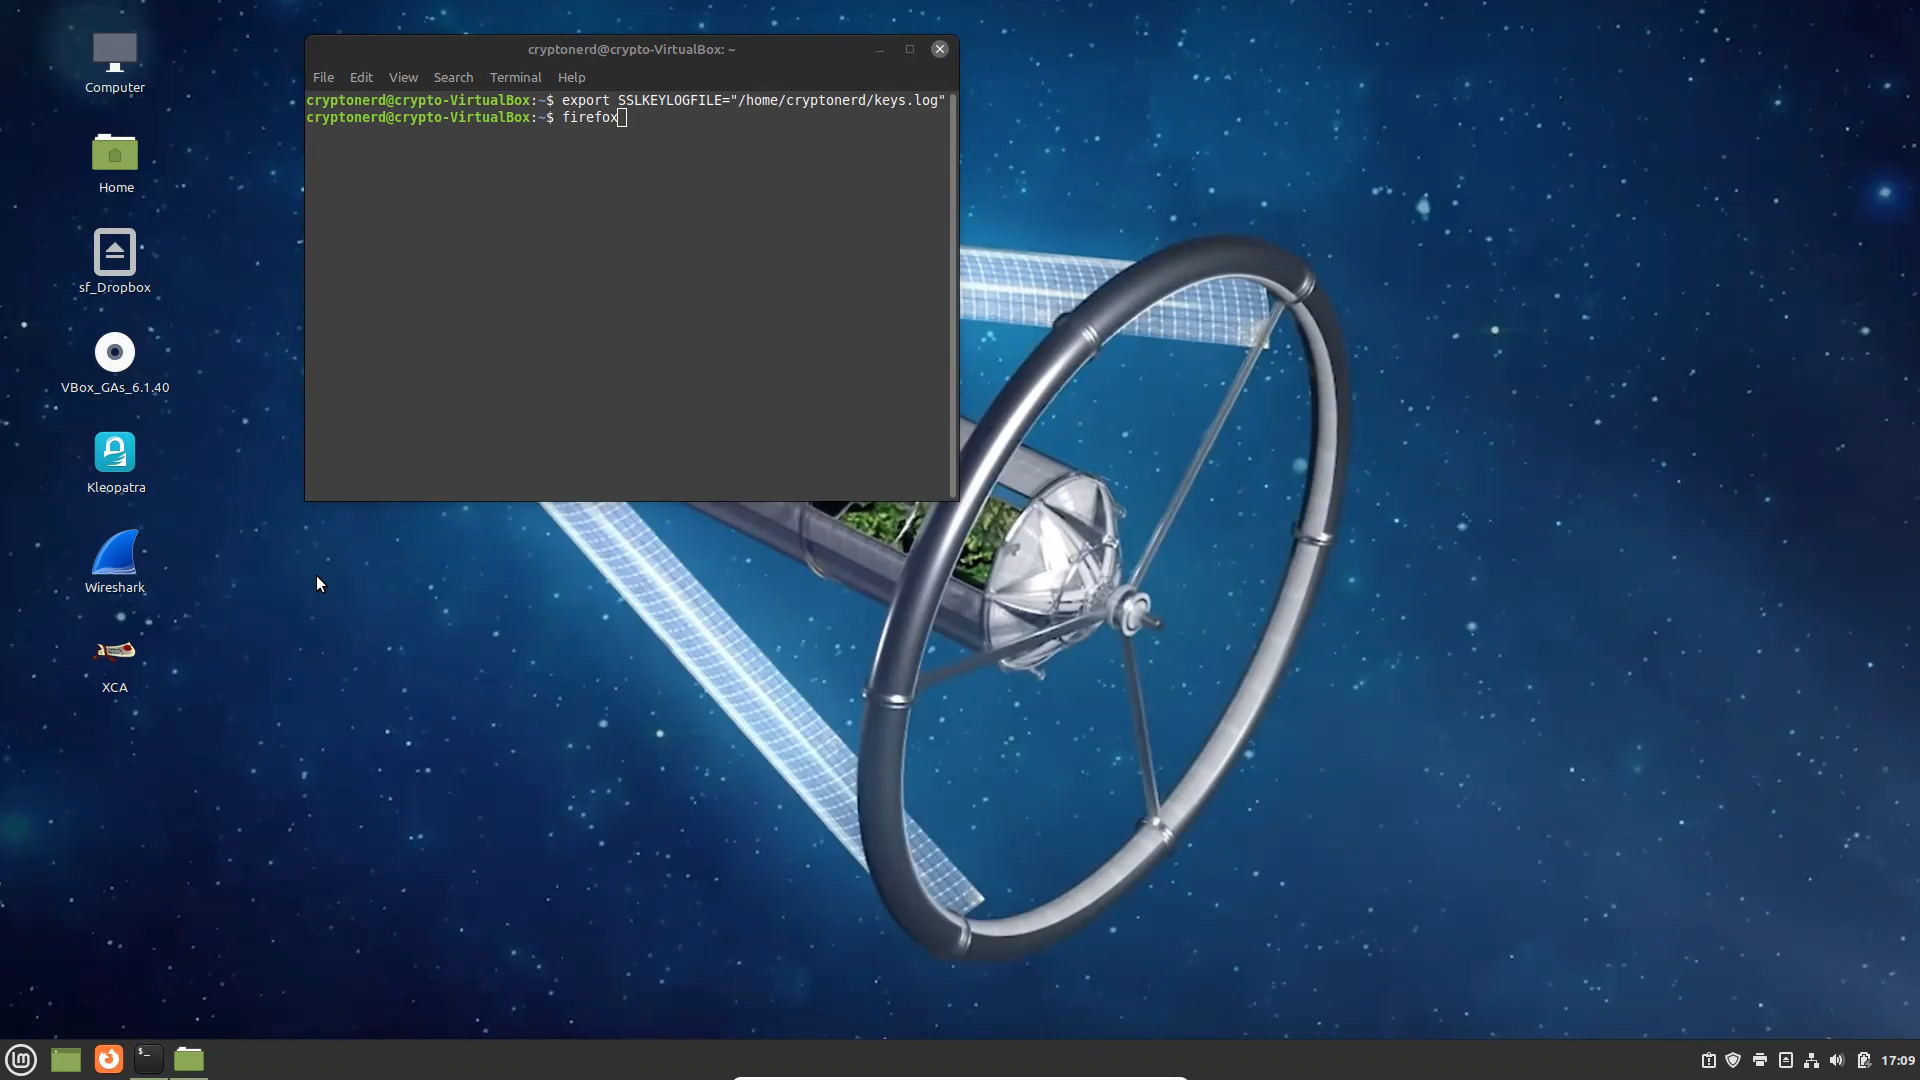 Computer
Home
sf_Dropbox
VBox_GAs_6.1.40
Kleopatra
Wireshark
XCA
cryptonerd@crypto-VirtualBox: ~
File Edit View Search Terminal Help
cryptonerd@crypto-VirtualBox:~$ export SSLKEYLOGFILE="/home/cryptonerd/keys.log"
cryptonerd@crypto-VirtualBox:~$ firefox
lm
$_
17:09